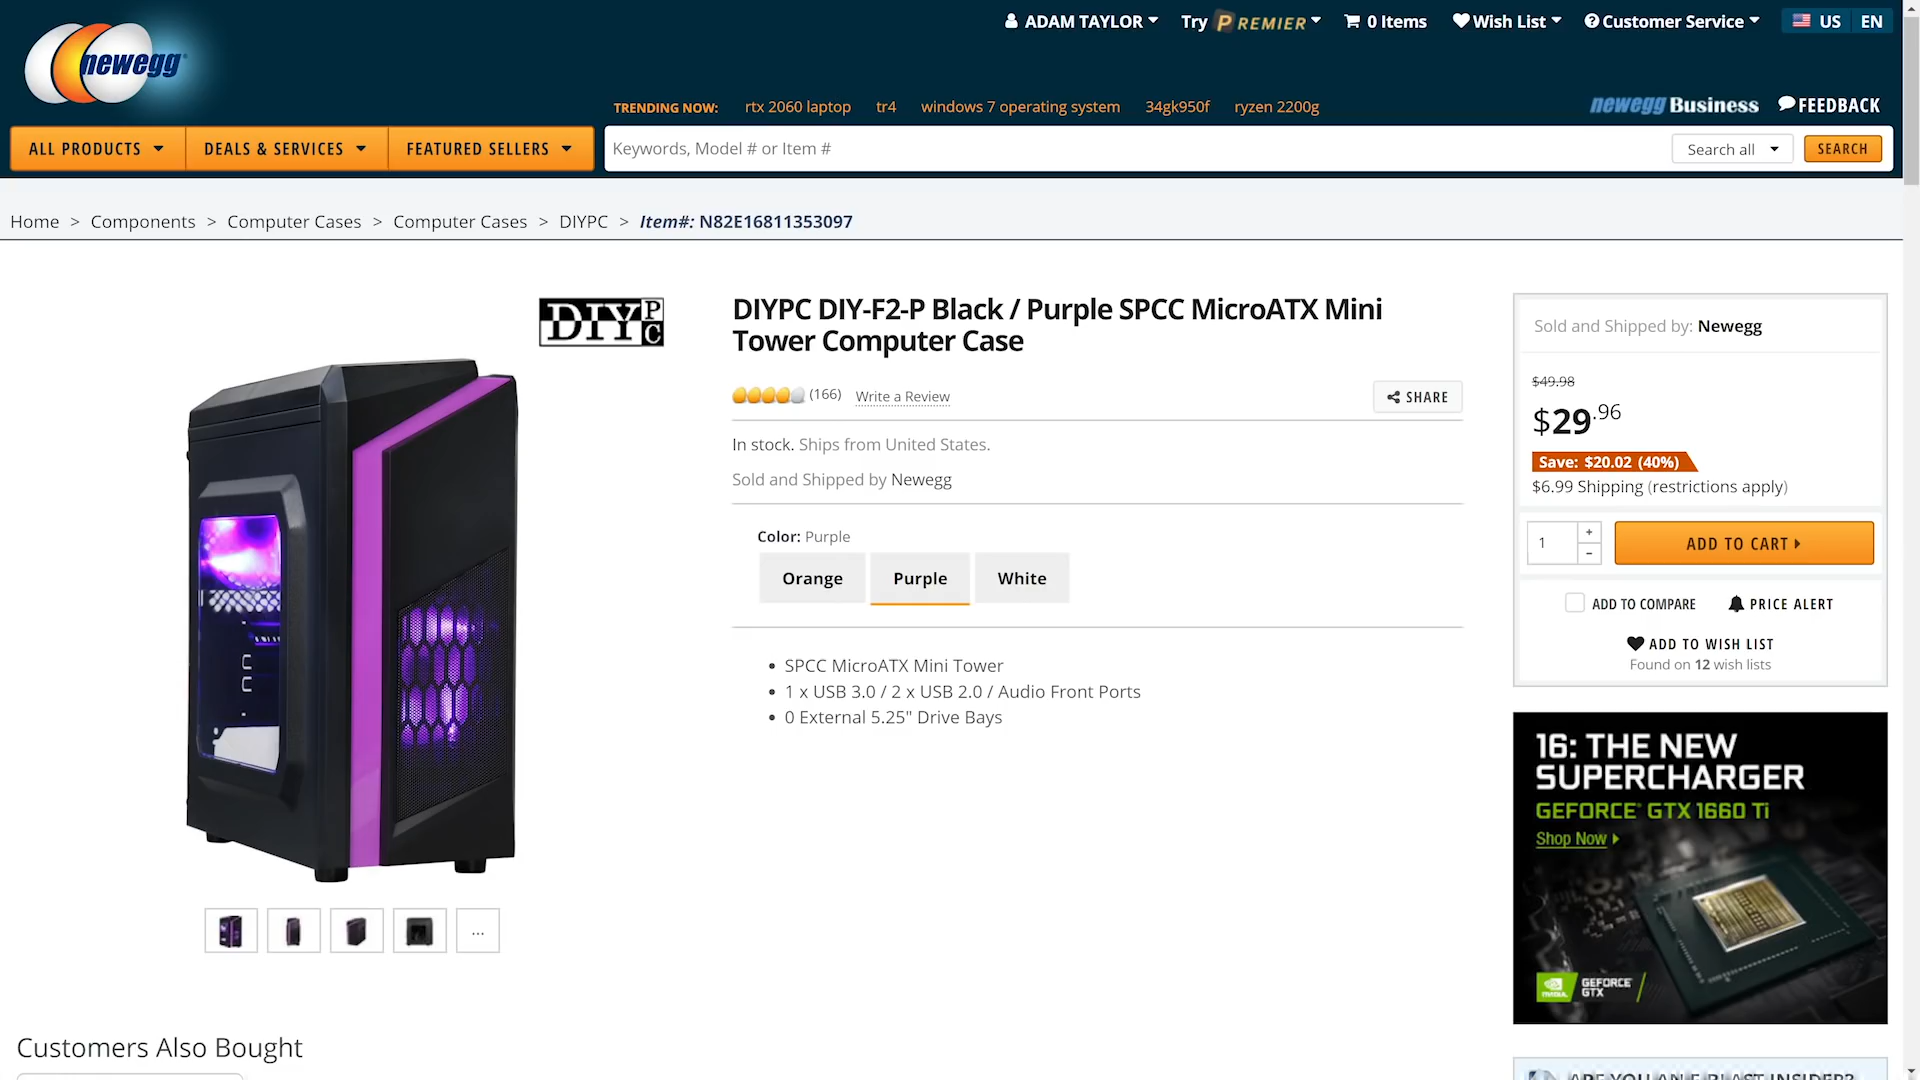 ADAM TAYLOR
Try PREMIER
0 Items
Wish List
Customer Service
US
EN
newegg
TRENDING NOW: rtx 2060 laptop tr4 windows 7 operating system 34gk950f ryzen 2200g
newegg Business
FEEDBACK
ALL PRODUCTS
DEALS & SERVICES
FEATURED SELLERS
Keywords, Model # or Item #
Search all
SEARCH
Home > Components > Computer Cases > Computer Cases > DIYPC > Item#: N82E16811353097
DIYPC
DIYPC DIY-F2-P Black / Purple SPCC MicroATX Mini
Tower Computer Case
(166)
Write a Review
SHARE
In stock. Ships from United States.
Sold and Shipped by Newegg
Color: Purple
Orange
Purple
White
• SPCC MicroATX Mini Tower
• 1 x USB 3.0 / 2 x USB 2.0 / Audio Front Ports
• 0 External 5.25" Drive Bays
Sold and Shipped by: Newegg
$49.98
$29.96
Save: $20.02 (40%)
$6.99 Shipping (restrictions apply)
1
+
-
ADD TO CART
ADD TO COMPARE
PRICE ALERT
ADD TO WISH LIST
Found on 12 wish lists
16: THE NEW
SUPERCHARGER
GEFORCE® GTX 1660 Ti
Shop Now
NVIDIA
GEFORCE
GTX
...
Customers Also Bought